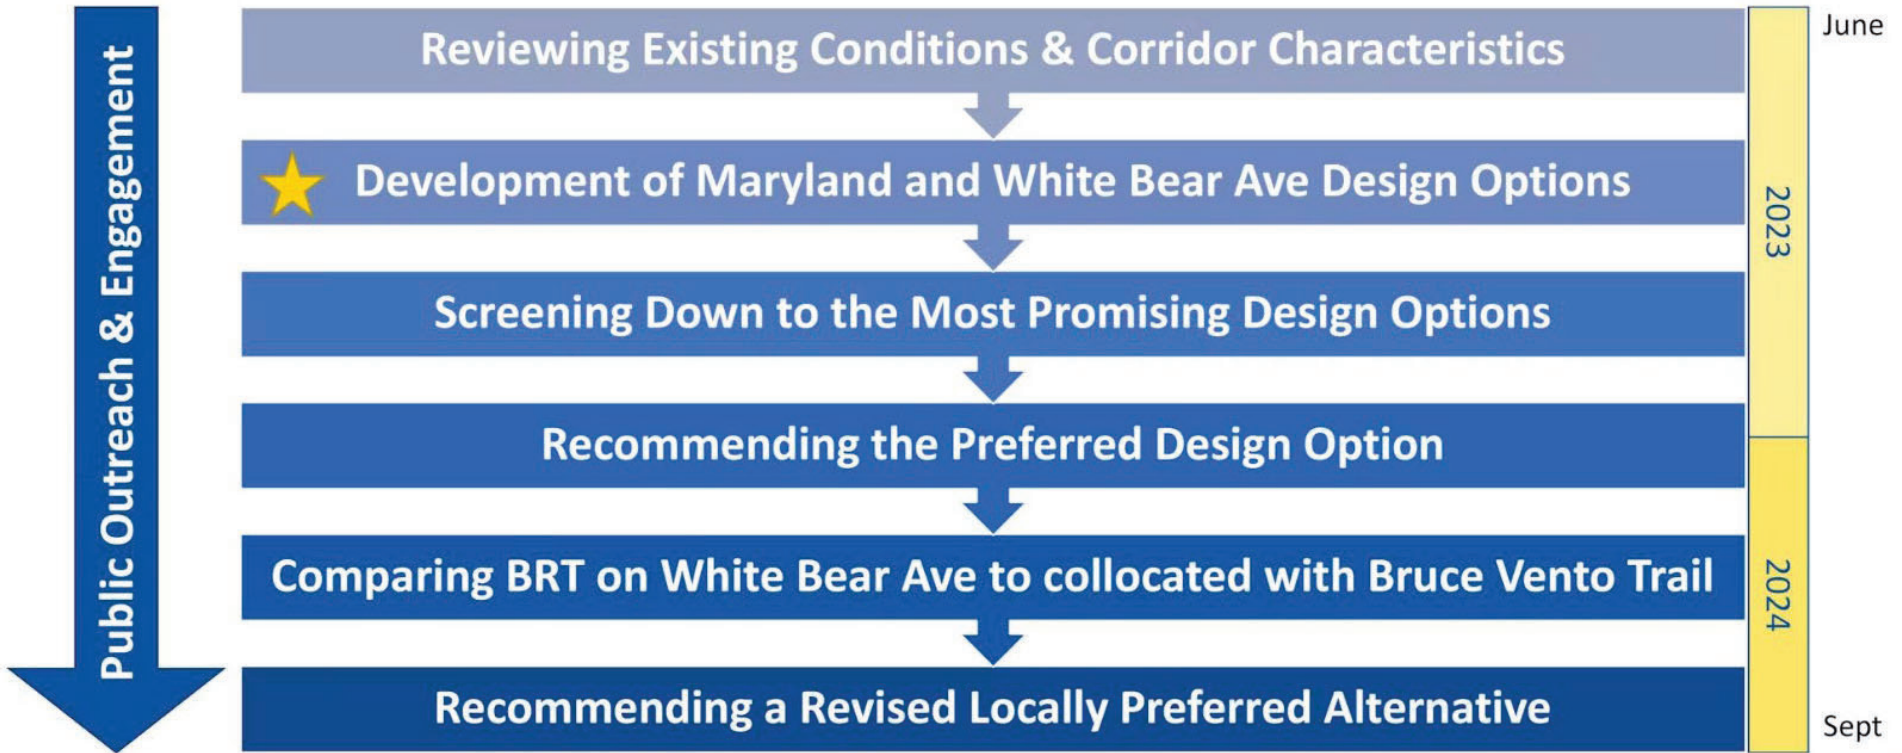 Public Outreach & Engagement
Reviewing Existing Conditions & Corridor Characteristics
Development of Maryland and White Bear Ave Design Options
Screening Down to the Most Promising Design Options
Recommending the Preferred Design Option
Comparing BRT on White Bear Ave to collocated with Bruce Vento Trail
Recommending a Revised Locally Preferred Alternative
June
2023
2024
Sept